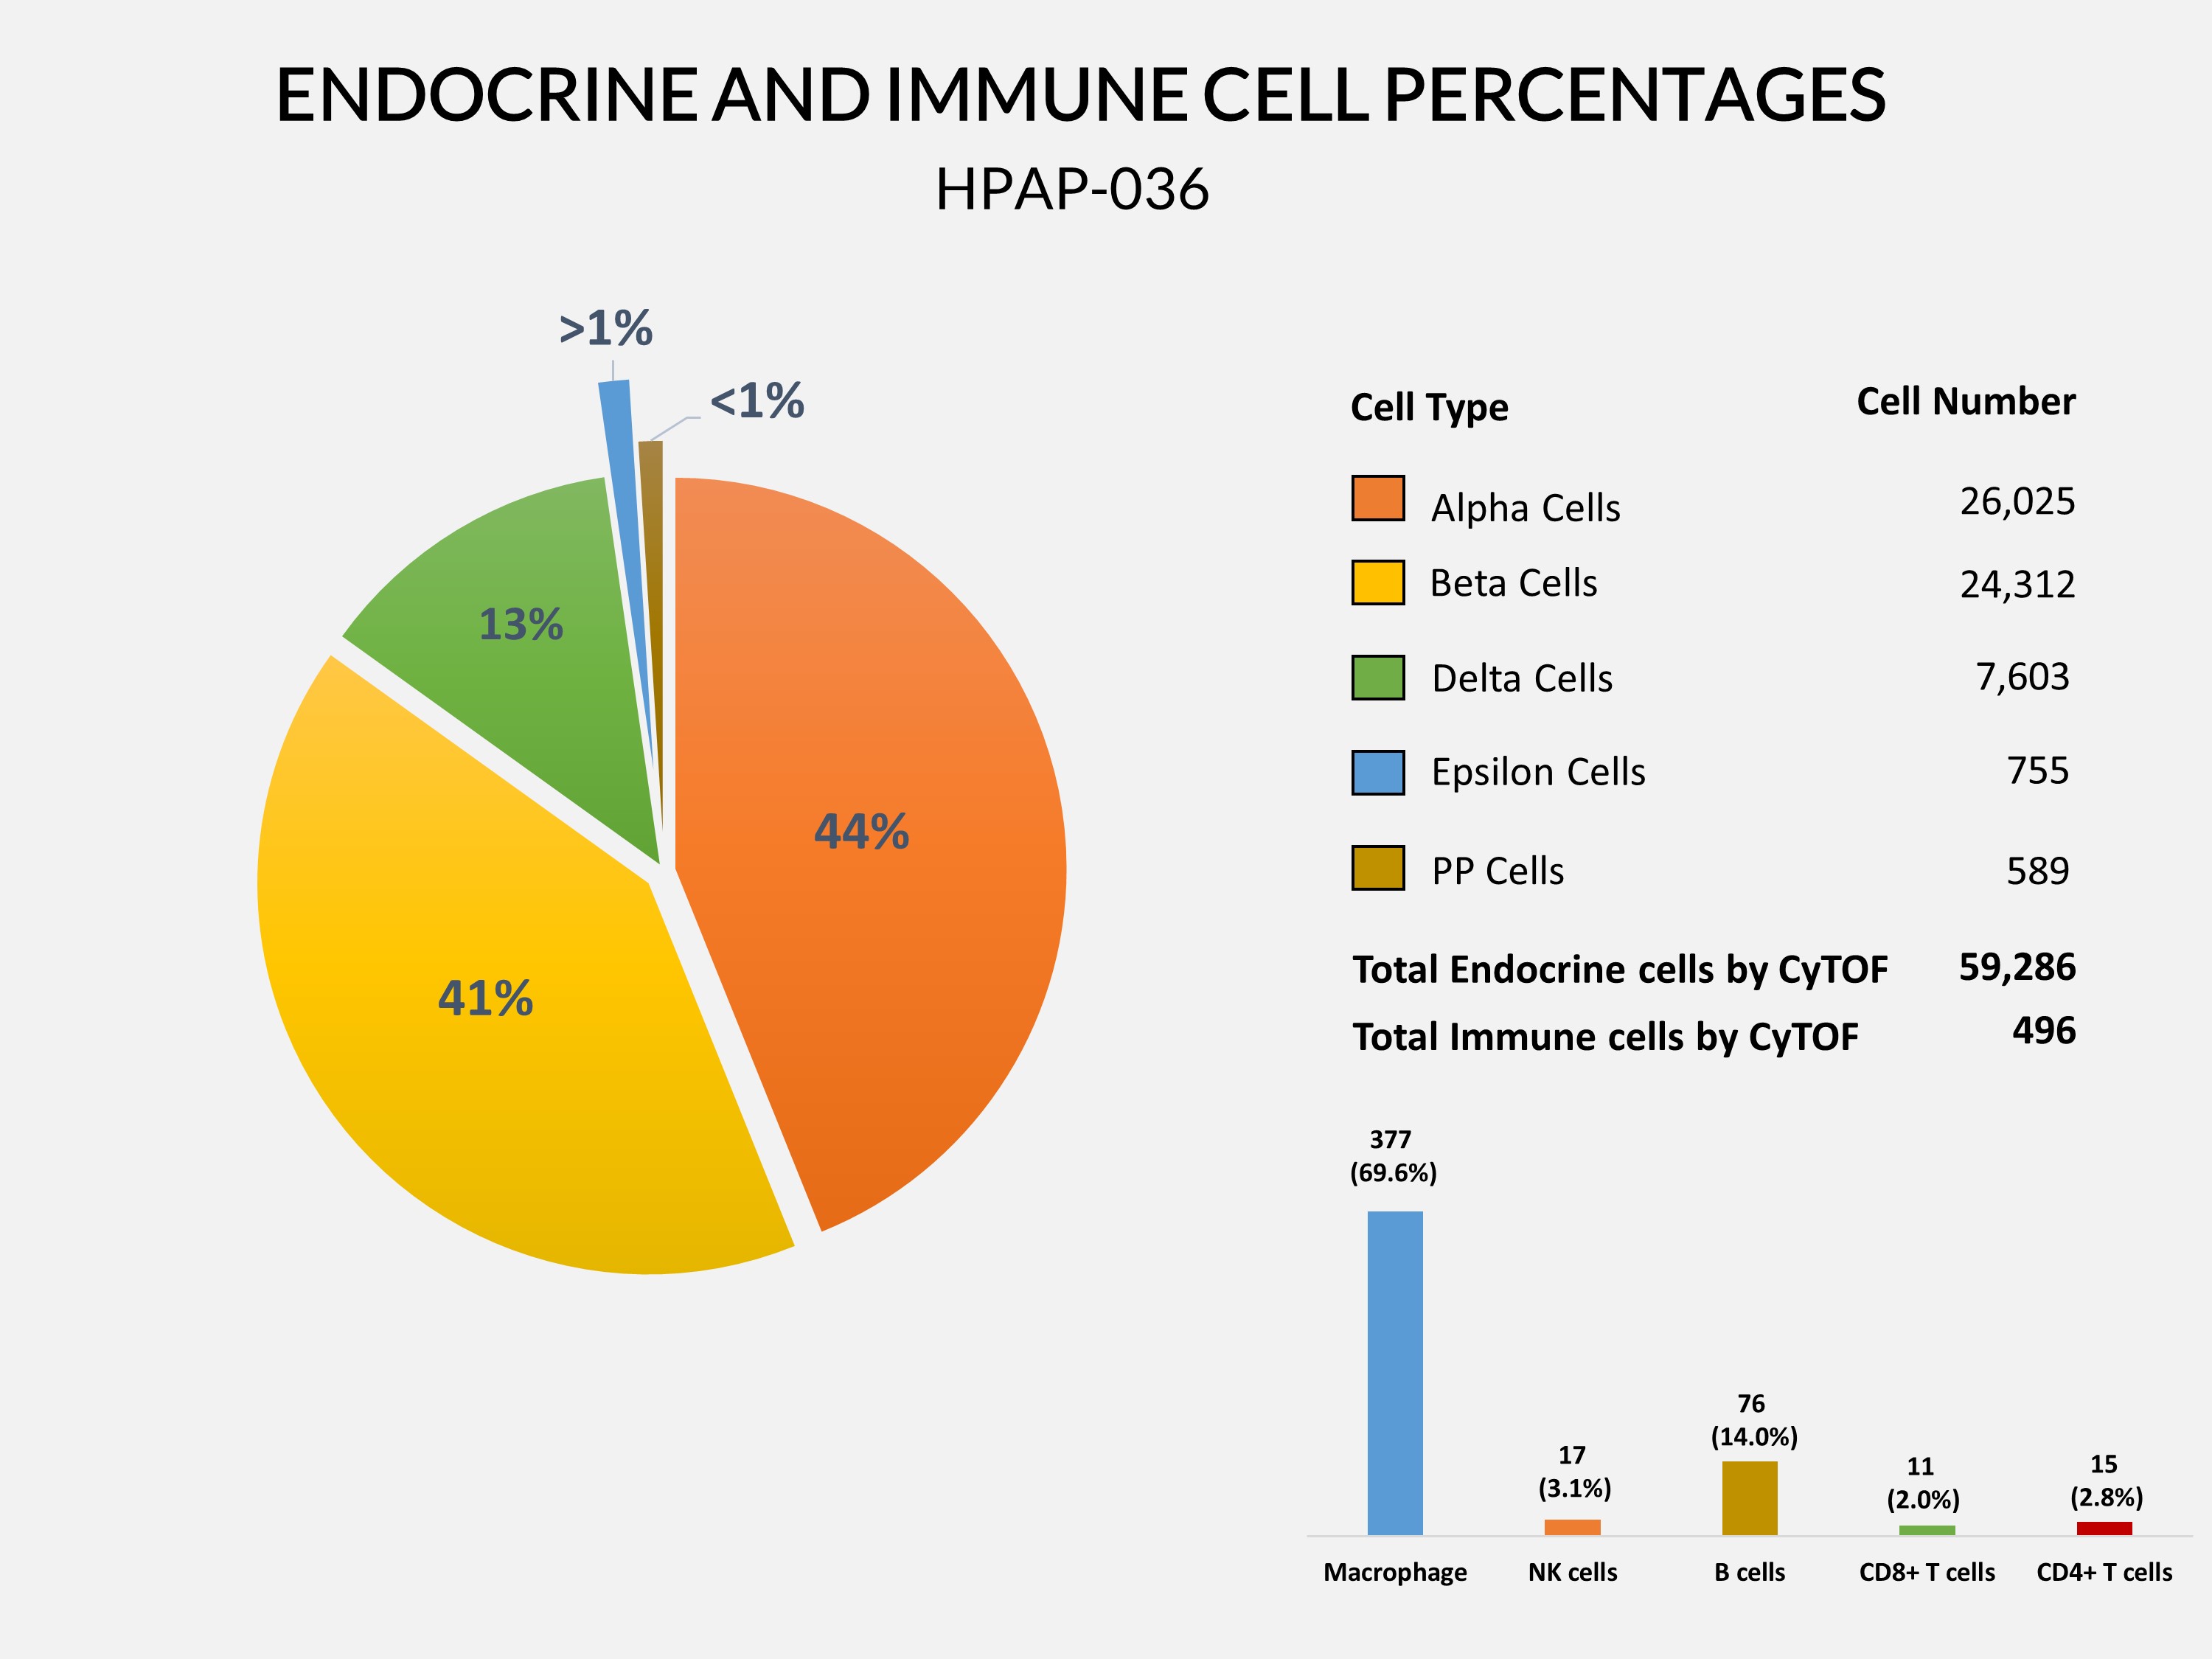 ENDOCRINE AND IMMUNE CELL PERCENTAGES
HPAP-036
>1%
<1%
13%
44%
41%
Cell Type Cell Number
Alpha Cells 26,025
Beta Cells 24,312
Delta Cells 7,603
Epsilon Cells 755
PP Cells 589
Total Endocrine cells by CyTOF 59,286
Total Immune cells by CyTOF 496
377
(69.6%)
17
(3.1%)
76
(14.0%)
11
(2.0%)
15
(2.8%)
Macrophage NK cells B cells CD8+ T cells CD4+ T cells